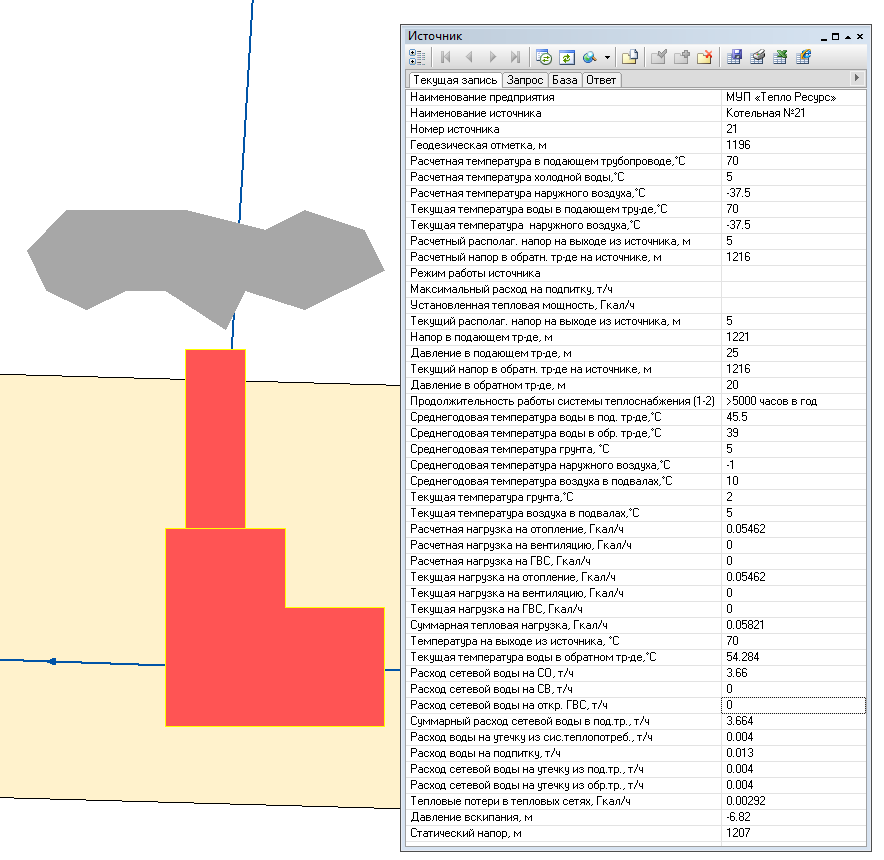 Источник
Текущая запись Запрос База Ответ
Наименование предприятия МУП «Тепло Ресурс»
Наименование источника Котельная №21
Номер источника 21
Геодезическая отметка, м 1196
Расчетная температура в подающем трубопроводе,°C 70
Расчетная температура холодной воды,°C 5
Расчетная температура наружного воздуха,°C -37.5
Текущая температура воды в подающем тру-де,°C 70
Текущая температура  наружного воздуха,°C -37.5
Расчетный располаг. напор на выходе из источника, м 5
Расчетный напор в обратн. тр-де на источнике, м 1216
Режим работы источника
Максимальный расход на подпитку, т/ч
Установленная тепловая мощность, Гкал/ч
Текущий располаг. напор на выходе из источника, м 5
Напор в подающем тр-де, м 1221
Давление в подающем тр-де, м 25
Текущий напор в обратн. тр-де на источнике, м 1216
Давление в обратном тр-де, м 20
Продолжительность работы системы теплоснабжения (1-2) >5000 часов в год
Среднегодовая температура воды в под. тр-де,°C 45.5
Среднегодовая температура воды в обр. тр-де,°C 39
Среднегодовая температура грунта, °C 5
Среднегодовая температура наружного воздуха,°C -1
Среднегодовая температура воздуха в подвалах,°C 10
Текущая температура грунта,°C 2
Текущая температура воздуха в подвалах,°C 5
Расчетная нагрузка на отопление, Гкал/ч 0.05462
Расчетная нагрузка на вентиляцию, Гкал/ч 0
Расчетная нагрузка на ГВС, Гкал/ч 0
Текущая нагрузка на отопление, Гкал/ч 0.05462
Текущая нагрузка на вентиляцию, Гкал/ч 0
Текущая нагрузка на ГВС, Гкал/ч 0
Суммарная тепловая нагрузка, Гкал/ч 0.05821
Температура на выходе из источника, °C 70
Текущая температура воды в обратном тр-де,°C 54.284
Расход сетевой воды на СО, т/ч 3.66
Расход сетевой воды на СВ, т/ч 0
Расход сетевой воды на откр. ГВС, т/ч 0
Суммарный расход сетевой воды в под.тр., т/ч 3.664
Расход воды на утечку из сис.теплопотреб., т/ч 0.004
Расход воды на подпитку, т/ч 0.013
Расход сетевой воды на утечку из под.тр., т/ч 0.004
Расход сетевой воды на утечку из обр.тр., т/ч 0.004
Тепловые потери в тепловых сетях, Гкал/ч 0.00292
Давление вскипания, м -6.82
Статический напор, м 1207